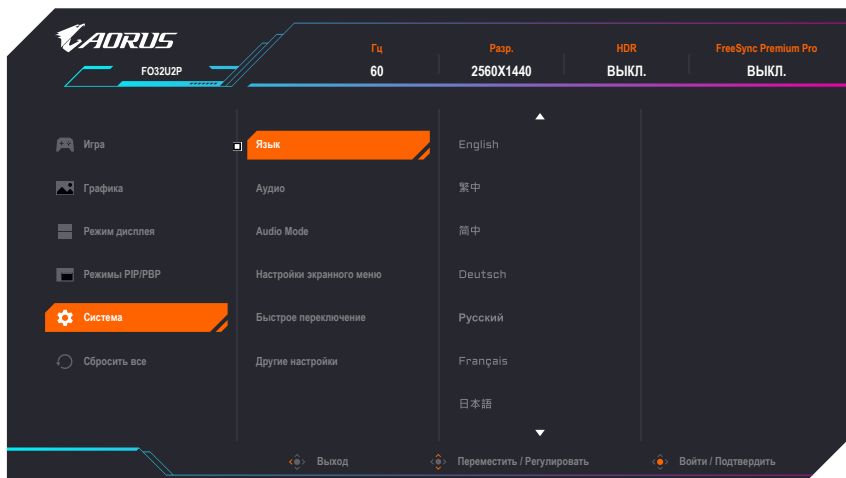 AORUS
FO32U2P
Гц
60
Разр.
2560X1440
HDR
ВЫКЛ.
FreeSync Premium Pro
ВЫКЛ.
Игра
Графика
Режим дисплея
Режимы PIP/PBP
Система
Сбросить все
Язык
Аудио
Audio Mode
Настройки экранного меню
Быстрое переключение
Другие настройки
English
繁中
简中
Deutsch
Русский
Français
日本語
Выход
Переместить / Регулировать
Войти / Подтвердить